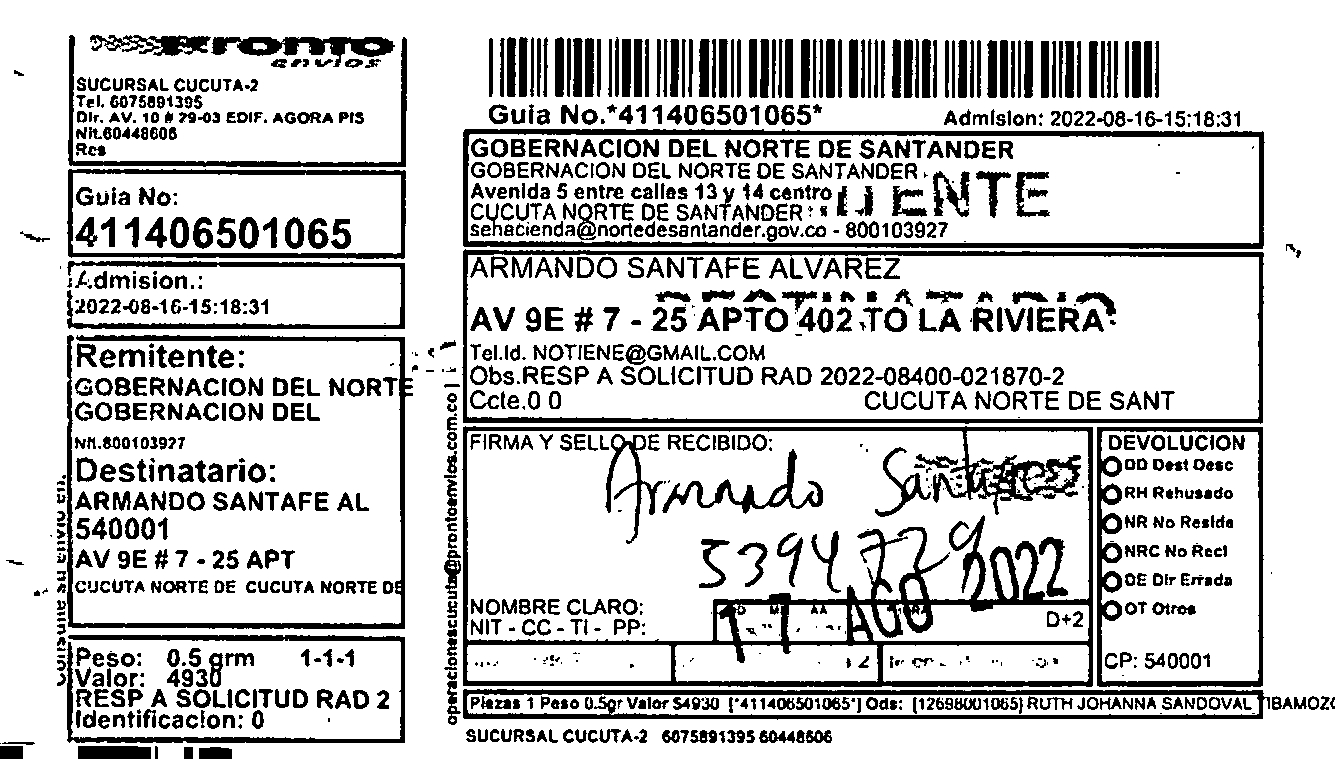 Pronto
envios
SUCURSAL CUCUTA-2
Tel. 6075891395
Dir. AV. 10 # 29-03 EDIF. AGORA PIS
Nit.60448606
Res
Guia No:
411406501065
Admision.:
2022-08-16-15:18:31
Remitente:
GOBERNACION DEL NORTE
GOBERNACION DEL
Nit.800103927
Destinatario:
ARMANDO SANTAFE AL
540001
AV 9E # 7 - 25 APT
CUCUTA NORTE DE CUCUTA NORTE DE
Peso: 0.5 grm 1-1-1
Valor: 4930
RESP A SOLICITUD RAD 2
Identificacion: 0
Guia No.*411406501065* Admision: 2022-08-16-15:18:31
GOBERNACION DEL NORTE DE SANTANDER
GOBERNACION DEL NORTE DE SANTANDER
Avenida 5 entre calles 13 y 14 centro
CUCUTA NORTE DE SANTANDER
sehacienda@nortedesantander.gov.co - 800103927
ARMANDO SANTAFE ALVAREZ
DESTINATARIO
AV 9E # 7 - 25 APTO 402 TO LA RIVIERA
Tel.Id. NOTIENE@GMAIL.COM
Obs.RESP A SOLICITUD RAD 2022-08400-021870-2
Ccte.0 0 CUCUTA NORTE DE SANT
operacionescucuta@prontoenvios.com.co |
FIRMA Y SELLO DE RECIBIDO:
Armando
5394729
17 AGO 2022
NOMBRE CLARO:
NIT - CC - TI - PP:
D+2
DEVOLUCION
DD Dest Desc
RH Rehusado
NR No Reside
NRC No Recl
DE Dir Errada
OT Otros
CP: 540001
Piezas 1 Peso 0.5gr Valor $4930 [*411406501065*] Ods: [12698001065] RUTH JOHANNA SANDOVAL TIBAMOZO
SUCURSAL CUCUTA-2 6075891395 60448606